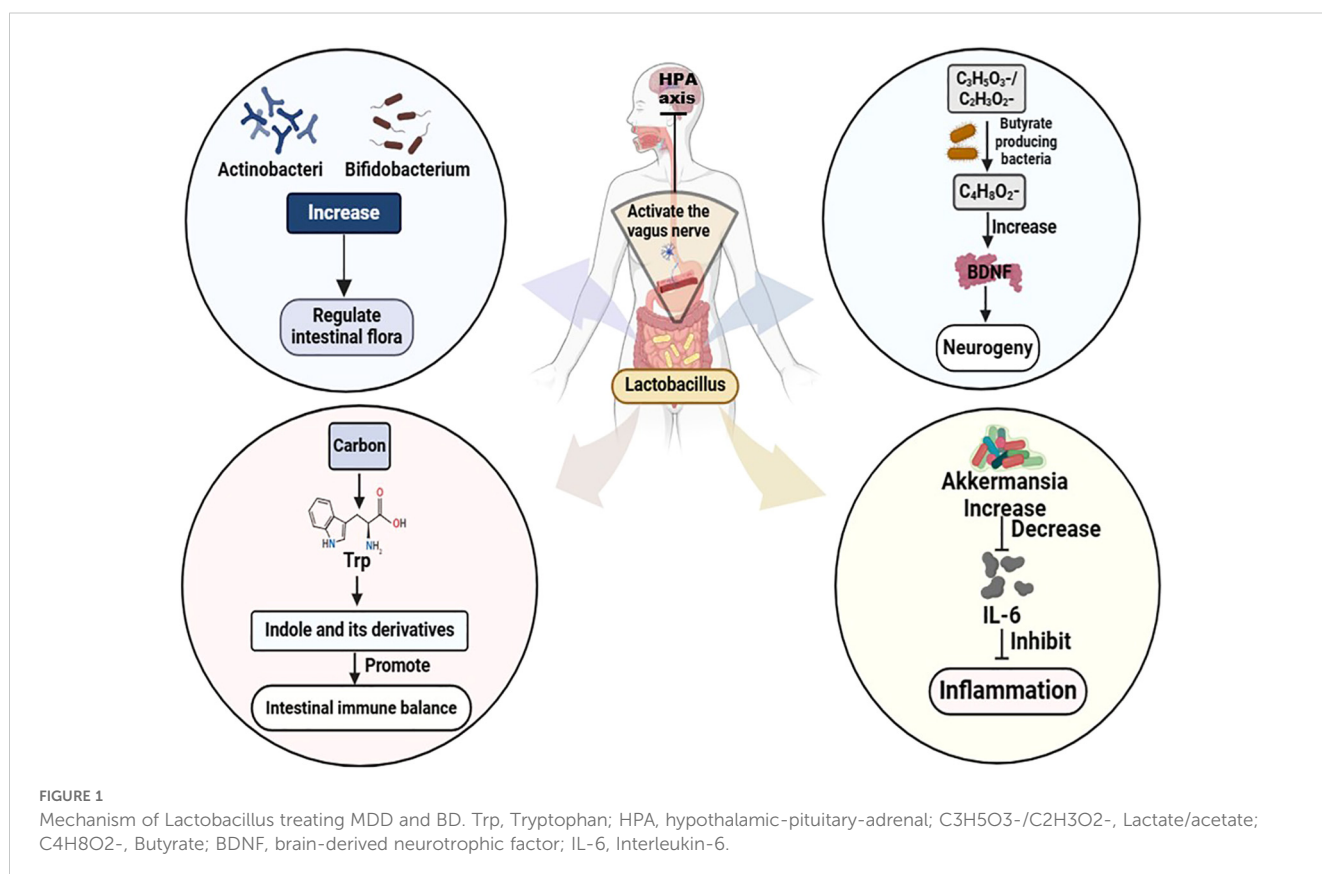 Actinobacteri
Bifidobacterium
Increase
Regulate
intestinal flora
HPA
axis
Activate the
vagus nerve
Lactobacillus
C₃H₅O₃-/
C₂H₃O₂-
Butyrate
producing
bacteria
C₄H₈O₂-
Increase
BDNF
Neurogeny
Carbon
O
OH
HN
NH₂
Trp
Indole and its derivatives
Promote
Intestinal immune balance
Akkermansia
Increase
Decrease
IL-6
Inhibit
Inflammation
FIGURE 1
Mechanism of Lactobacillus treating MDD and BD. Trp, Tryptophan; HPA, hypothalamic-pituitary-adrenal; C3H5O3-/C2H3O2-, Lactate/acetate;
C4H8O2-, Butyrate; BDNF, brain-derived neurotrophic factor; IL-6, Interleukin-6.